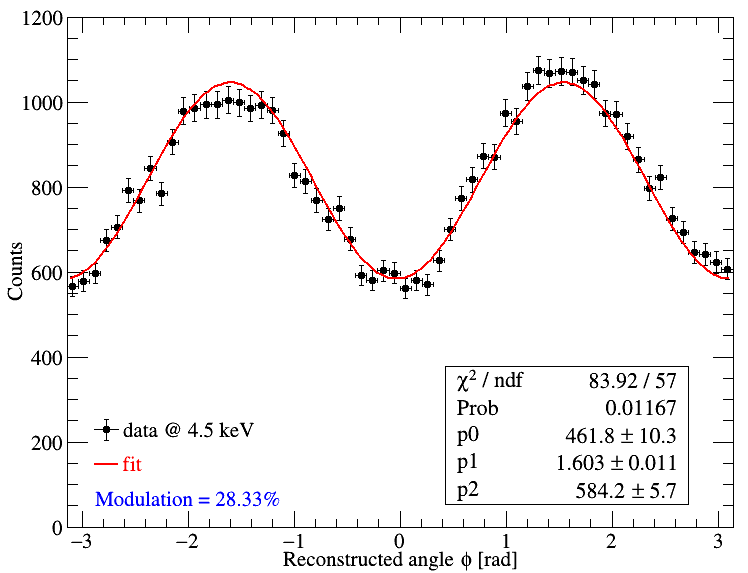 1200
1000
800
600
400
200
0
Counts
data @ 4.5 keV
fit
Modulation = 28.33%
χ² / ndf 83.92 / 57
Prob 0.01167
p0 461.8 ± 10.3
p1 1.603 ± 0.011
p2 584.2 ± 5.7
−3 −2 −1 0 1 2 3
Reconstructed angle ϕ [rad]